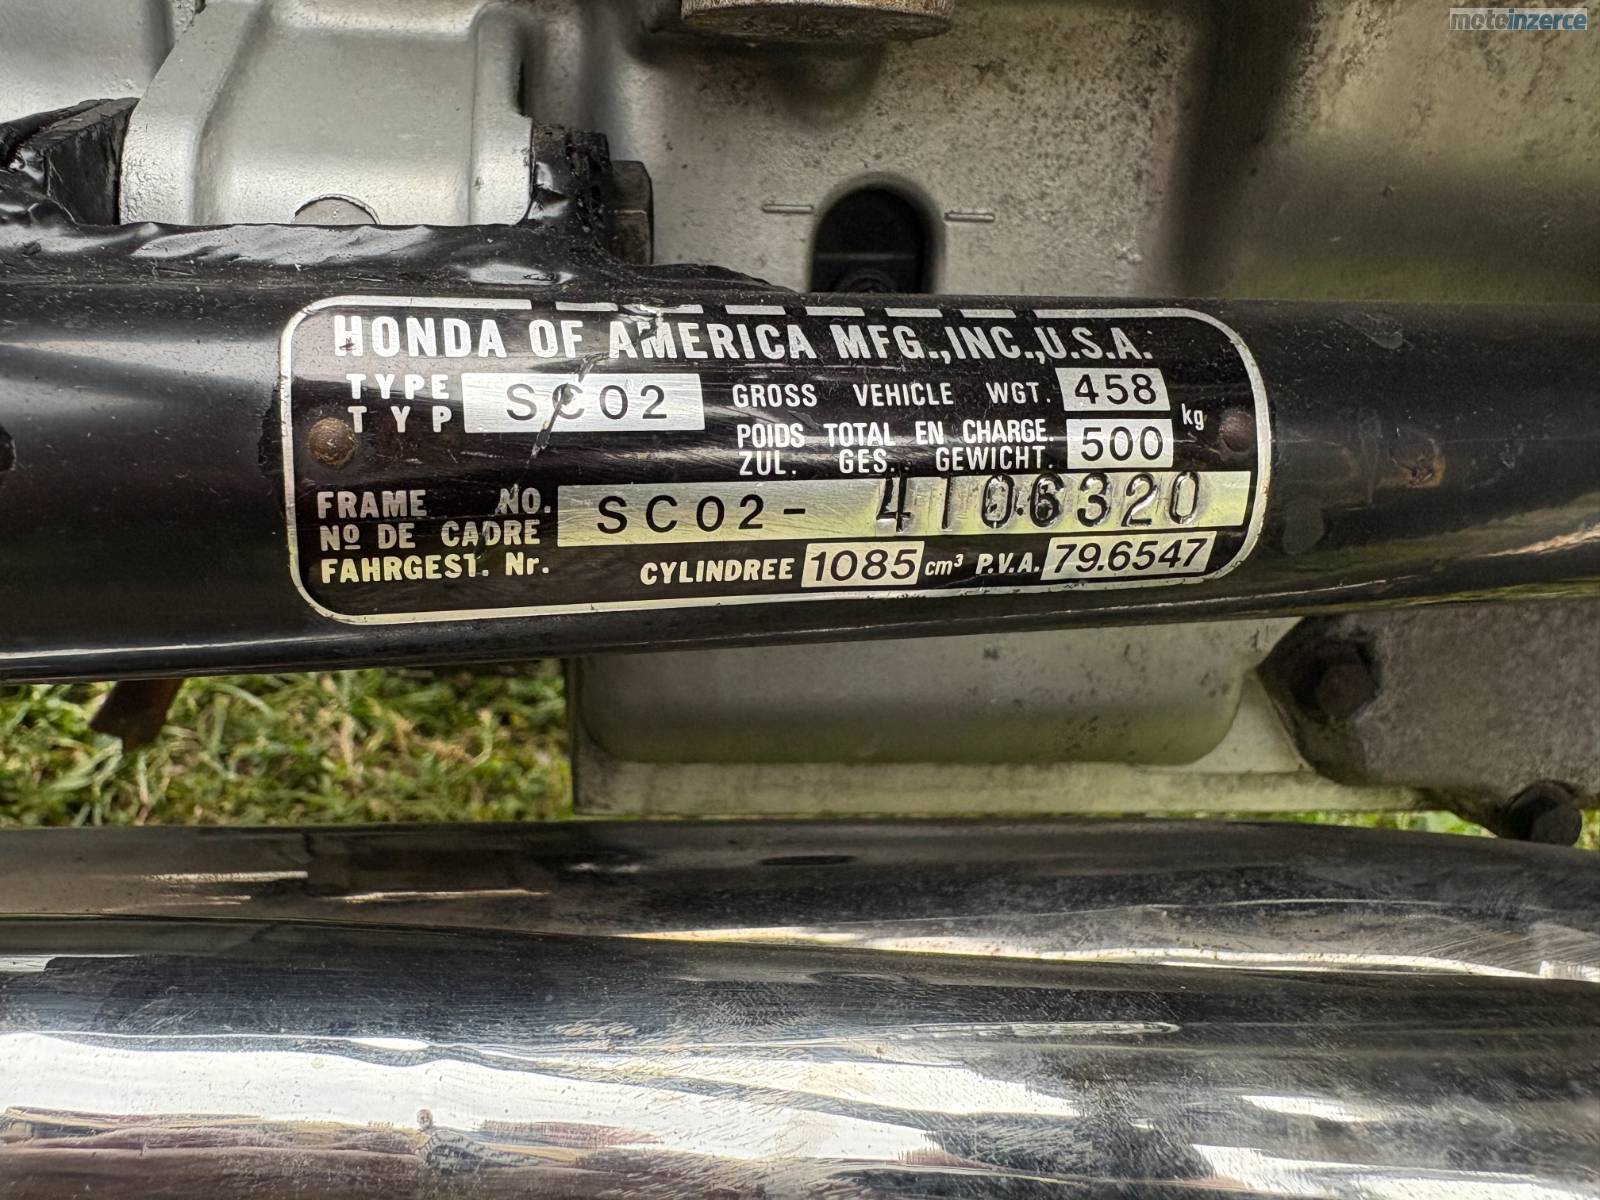 motoinzerce
HONDA OF AMERICA MFG.,INC.,U.S.A.
TYPE
TYP
SC02
GROSS VEHICLE WGT. 458
POIDS TOTAL EN CHARGE.
ZUL. GES. GEWICHT. 500
kg
FRAME NO.
Nº DE CADRE
FAHRGEST. Nr.
SC02- 4106320
CYLINDREE 1085 cm³ P.V.A. 79.6547